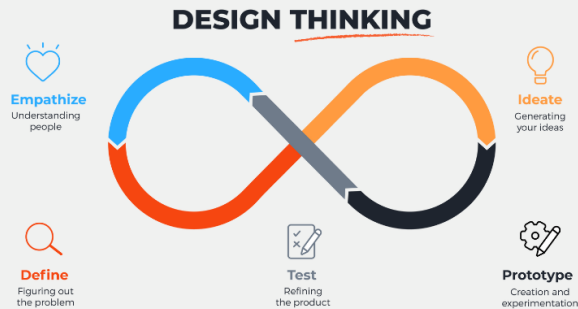 DESIGN THINKING
Empathize
Understanding
people
Ideate
Generating
your ideas
Define
Figuring out
the problem
Test
Refining
the product
Prototype
Creation and
experimentation